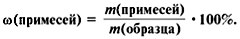 ω(примесей) = m(примесей) / m(образца) · 100%.